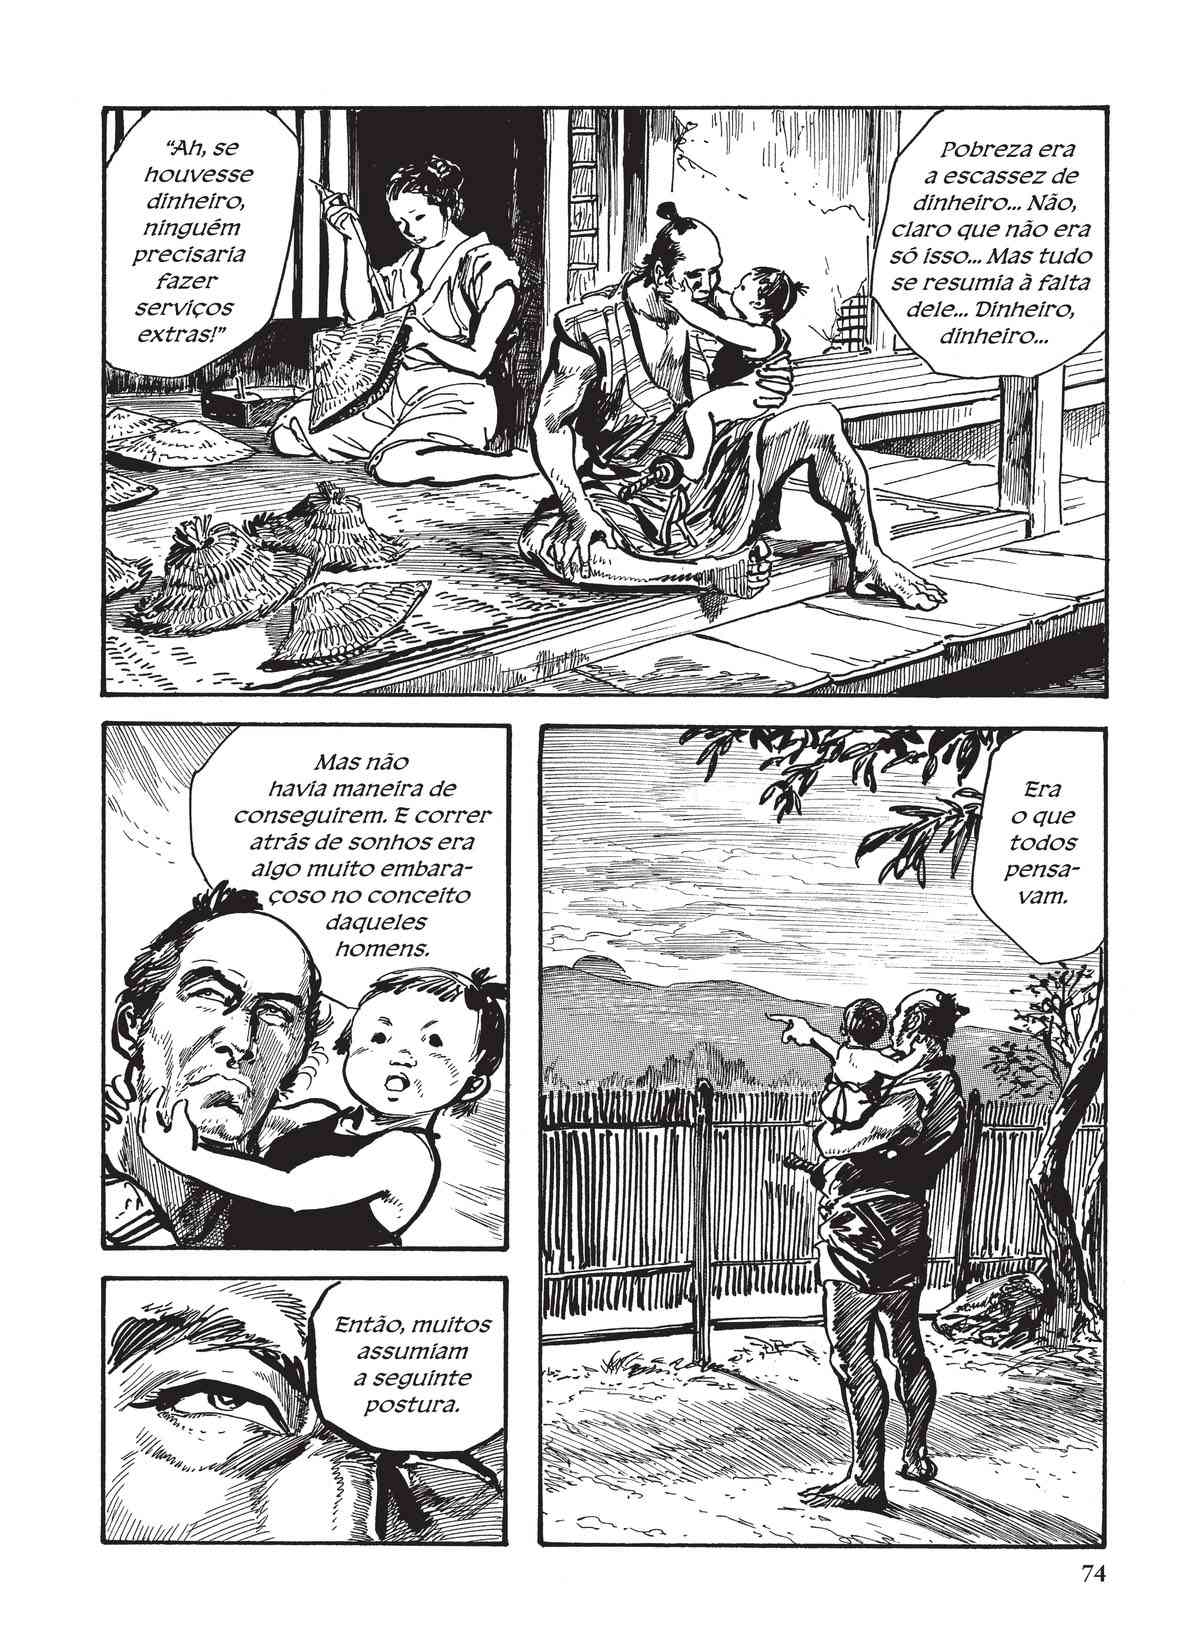 “Ah, se
houvesse
dinheiro,
ninguém
precisaria
fazer
serviços
extras!”
Pobreza era
a escassez de
dinheiro... Não,
claro que não era
só isso... Mas tudo
se resumia à falta
dele... Dinheiro,
dinheiro...
Mas não
havia maneira de
conseguirem. E correr
atrás de sonhos era
algo muito embara-
çoso no conceito
daqueles
homens.
Era
o que
todos
pensa-
vam.
Então, muitos
assumiam
a seguinte
postura.
74